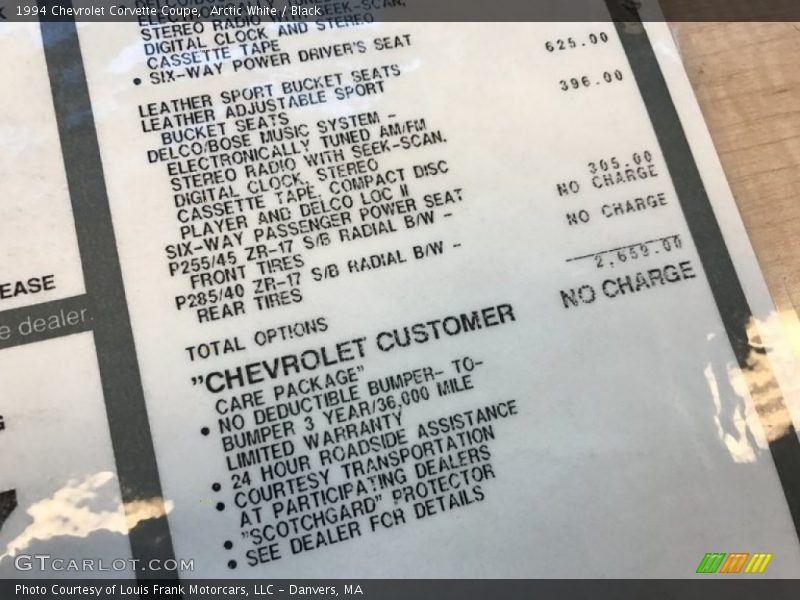 1994 Chevrolet Corvette Coupe, Arctic White / Black
STEREO RADIO WITH SEEK-SCAN,
DIGITAL CLOCK AND STEREO
CASSETTE TAPE
• SIX-WAY POWER DRIVER'S SEAT
LEATHER SPORT BUCKET SEATS 625.00
LEATHER ADJUSTABLE SPORT
BUCKET SEATS
DELCO/BOSE MUSIC SYSTEM - 396.00
ELECTRONICALLY TUNED AM/FM
STEREO RADIO WITH SEEK-SCAN,
DIGITAL CLOCK, STEREO
CASSETTE TAPE, COMPACT DISC
PLAYER AND DELCO LOC II
SIX-WAY PASSENGER POWER SEAT 305.00
P255/45 ZR-17 S/B RADIAL B/W - NO CHARGE
FRONT TIRES
P285/40 ZR-17 S/B RADIAL B/W - NO CHARGE
REAR TIRES
TOTAL OPTIONS 2,659.00
"CHEVROLET CUSTOMER NO CHARGE
CARE PACKAGE"
• NO DEDUCTIBLE BUMPER- TO-
BUMPER 3 YEAR/36,000 MILE
LIMITED WARRANTY
• 24 HOUR ROADSIDE ASSISTANCE
• COURTESY TRANSPORTATION
AT PARTICIPATING DEALERS
• "SCOTCHGARD" PROTECTOR
• SEE DEALER FOR DETAILS
EASE
e dealer.
GTCARLOT.COM
Photo Courtesy of Louis Frank Motorcars, LLC - Danvers, MA